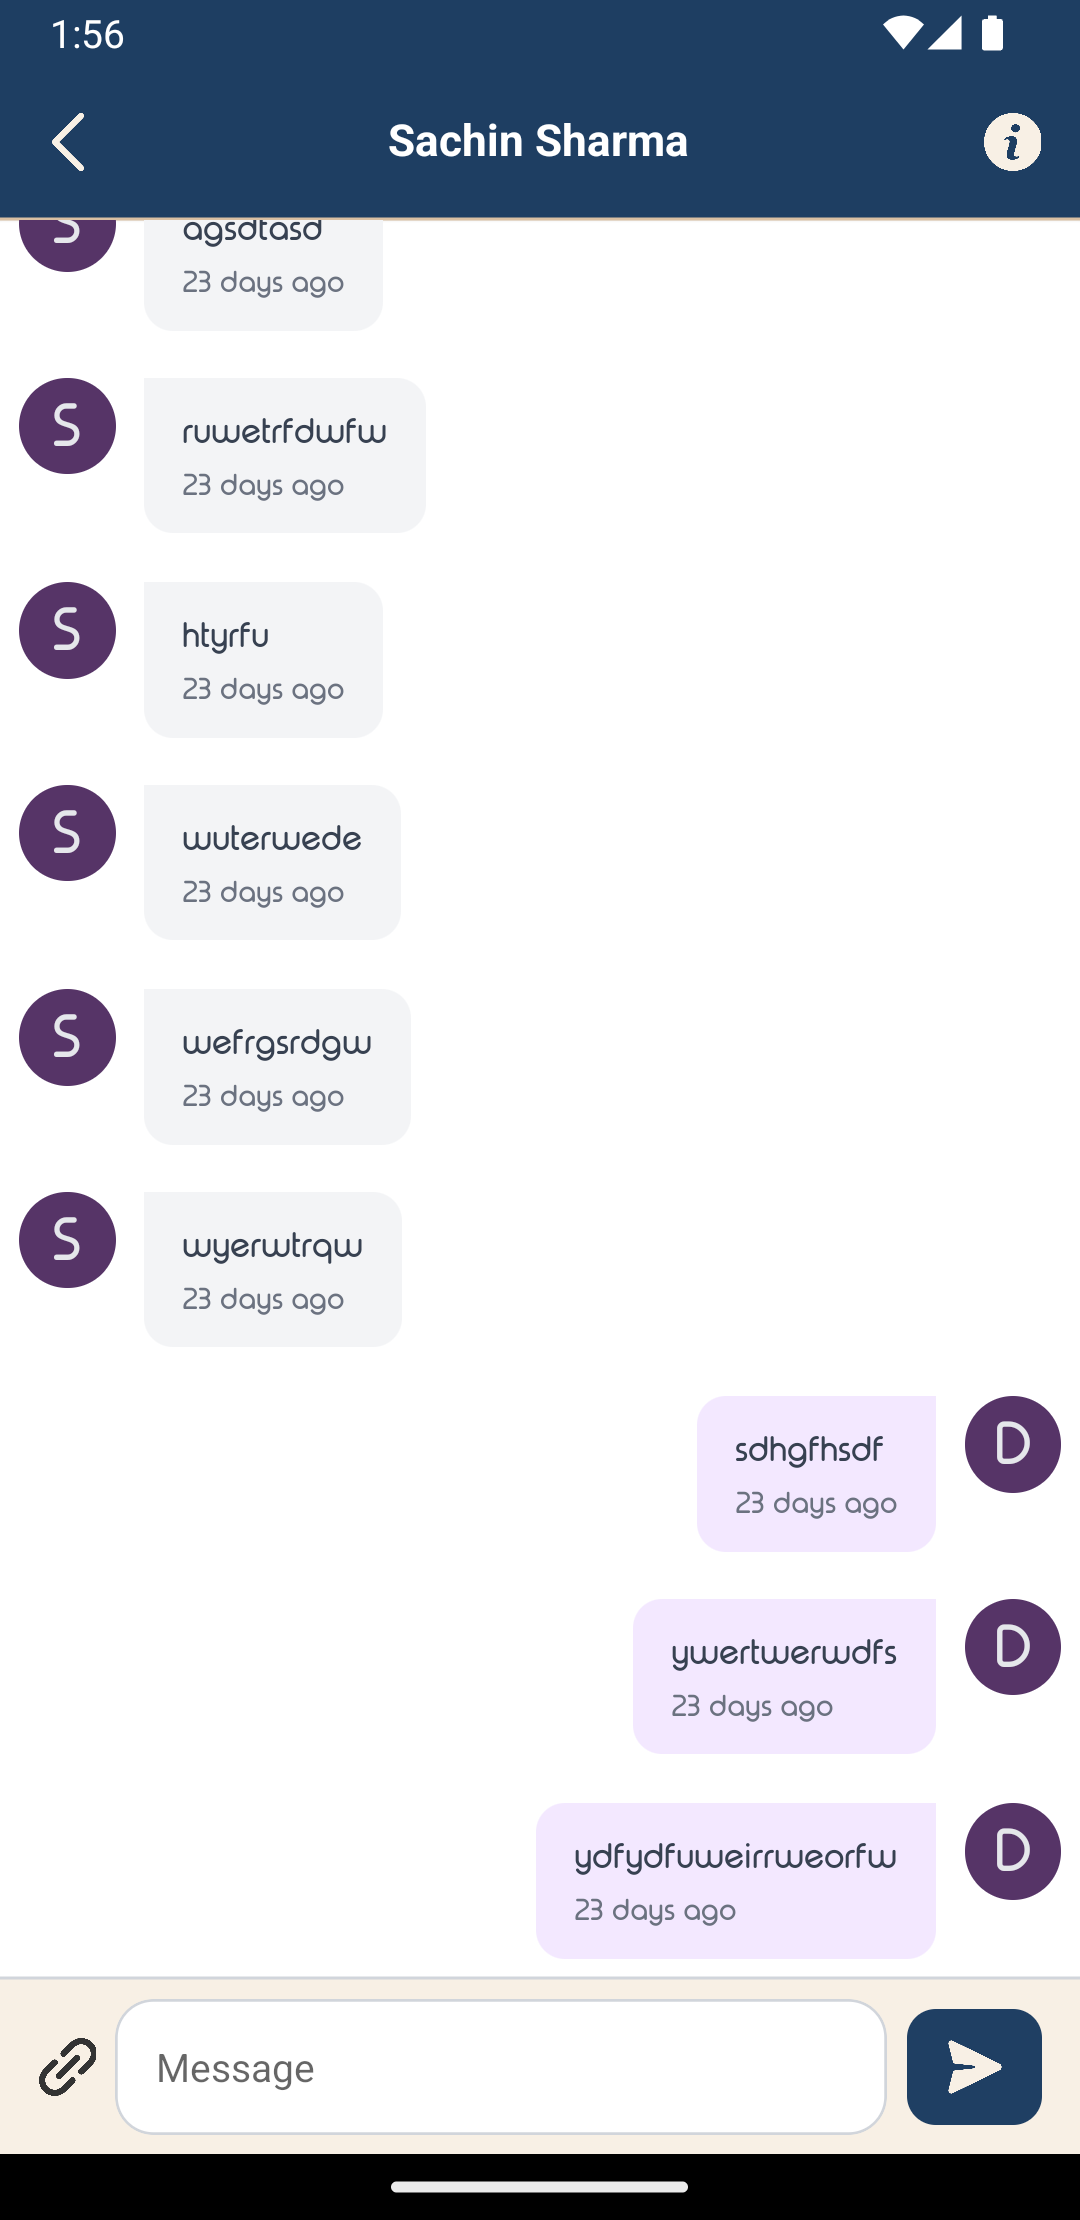 1:56
Sachin Sharma
S
agsdtasd
23 days ago
S
ruwetrfdwfw
23 days ago
S
htyrfu
23 days ago
S
wuterwede
23 days ago
S
wefrgsrdgw
23 days ago
S
wyerwtrqw
23 days ago
sdhgfhsdf
23 days ago
D
ywertwerwdfs
23 days ago
D
ydfydfuweirrweorfw
23 days ago
D
Message